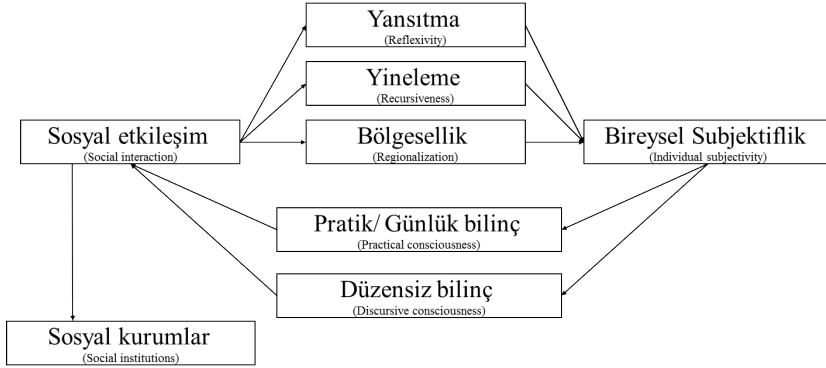 Yansıtma
(Reflexivity)
Yineleme
(Recursiveness)
Sosyal etkileşim
(Social interaction)
Bölgesellik
(Regionalization)
Bireysel Subjektiflik
(Individual subjectivity)
Pratik/ Günlük bilinç
(Practical consciousness)
Düzensiz bilinç
(Discursive consciousness)
Sosyal kurumlar
(Social institutions)